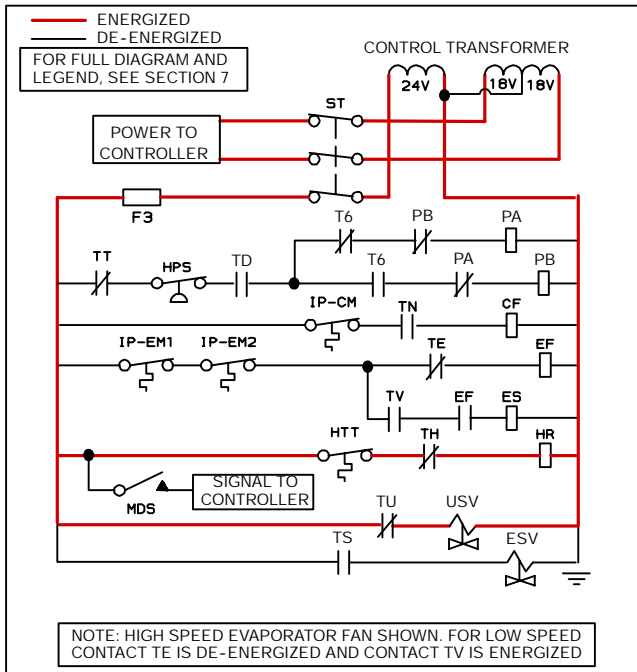 ENERGIZED
DE-ENERGIZED
FOR FULL DIAGRAM AND
LEGEND, SEE SECTION 7
CONTROL TRANSFORMER
24V
18V
18V
ST
POWER TO
CONTROLLER
F3
T6
PB
PA
TT
HPS
TD
T6
PA
PB
IP-CM
TN
CF
IP-EM1
IP-EM2
TE
EF
TV
EF
ES
HTT
TH
HR
MDS
SIGNAL TO
CONTROLLER
TU
USV
TS
ESV
NOTE: HIGH SPEED EVAPORATOR FAN SHOWN. FOR LOW SPEED
CONTACT TE IS DE-ENERGIZED AND CONTACT TV IS ENERGIZED